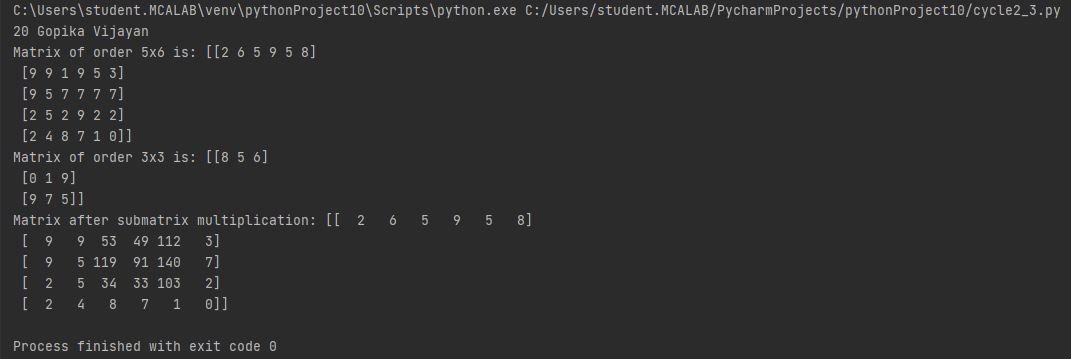 C:\Users\student.MCALAB\venv\pythonProject10\Scripts\python.exe C:/Users/student.MCALAB/PycharmProjects/pythonProject10/cycle2_3.py
20 Gopika Vijayan
Matrix of order 5x6 is: [[2 6 5 9 5 8]
 [9 9 1 9 5 3]
 [9 5 7 7 7 7]
 [2 5 2 9 2 2]
 [2 4 8 7 1 0]]
Matrix of order 3x3 is: [[8 5 6]
 [0 1 9]
 [9 7 5]]
Matrix after submatrix multiplication: [[  2   6   5   9   5   8]
 [  9   9  53  49 112   3]
 [  9   5 119  91 140   7]
 [  2   5  34  33 103   2]
 [  2   4   8   7   1   0]]
Process finished with exit code 0